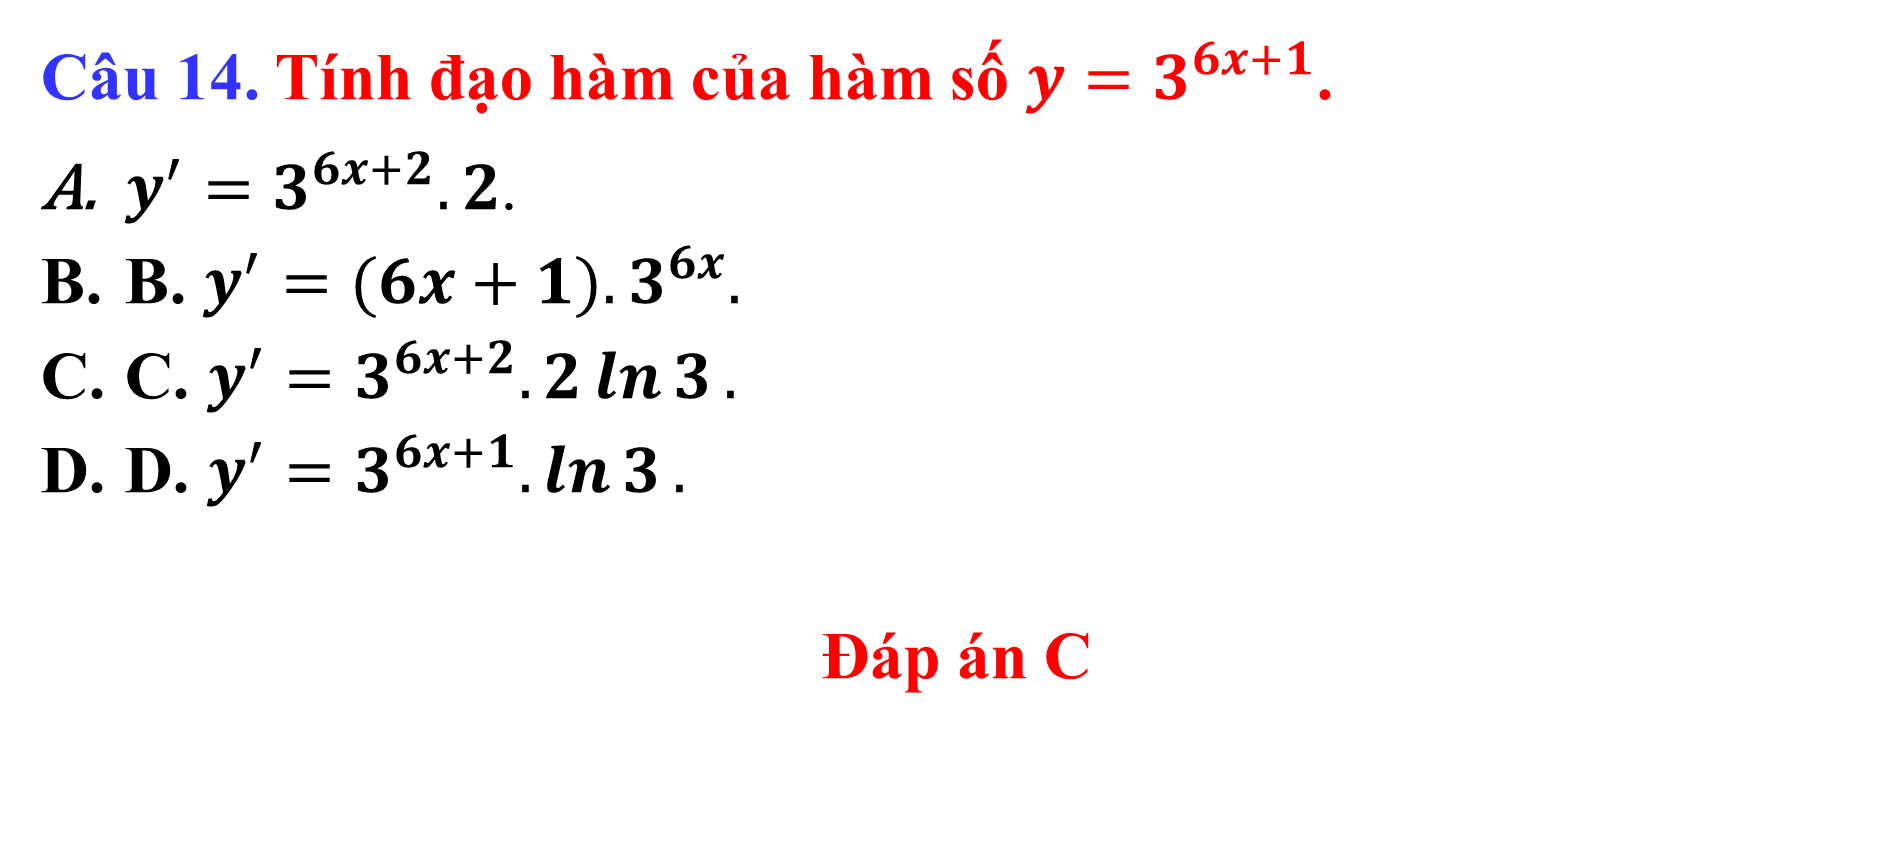 Câu 14. Tính đạo hàm của hàm số y = 3^{6x+1}.
A. y′ = 3^{6x+2}.2.
B. B. y′ = (6x + 1).3^{6x}.
C. C. y′ = 3^{6x+2}.2 ln 3 .
D. D. y′ = 3^{6x+1}.ln 3 .
Đáp án C